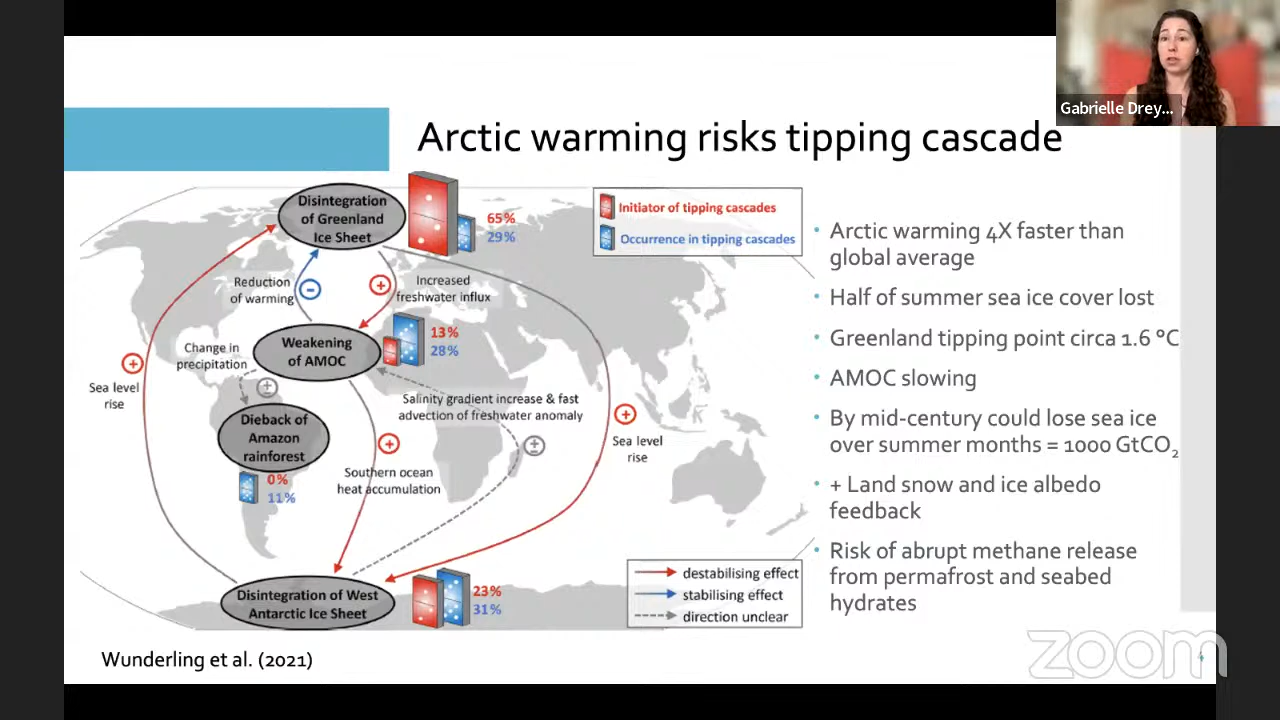 Gabrielle Drey...
Arctic warming risks tipping cascade
Disintegration
of Greenland
Ice Sheet
65%
29%
Initiator of tipping cascades
Occurrence in tipping cascades
Reduction
of warming
Increased
freshwater influx
Weakening
of AMOC
13%
28%
Change in
precipitation
Sea level
rise
Salinity gradient increase & fast
advection of freshwater anomaly
Dieback of
Amazon
rainforest
0%
11%
Southern ocean
heat accumulation
Sea level
rise
Disintegration of West
Antarctic Ice Sheet
23%
31%
destabilising effect
stabilising effect
direction unclear
• Arctic warming 4X faster than
global average
• Half of summer sea ice cover lost
• Greenland tipping point circa 1.6 °C
• AMOC slowing
• By mid-century could lose sea ice
over summer months = 1000 GtCO₂
• + Land snow and ice albedo
feedback
• Risk of abrupt methane release
from permafrost and seabed
hydrates
Wunderling et al. (2021)
zoom
4